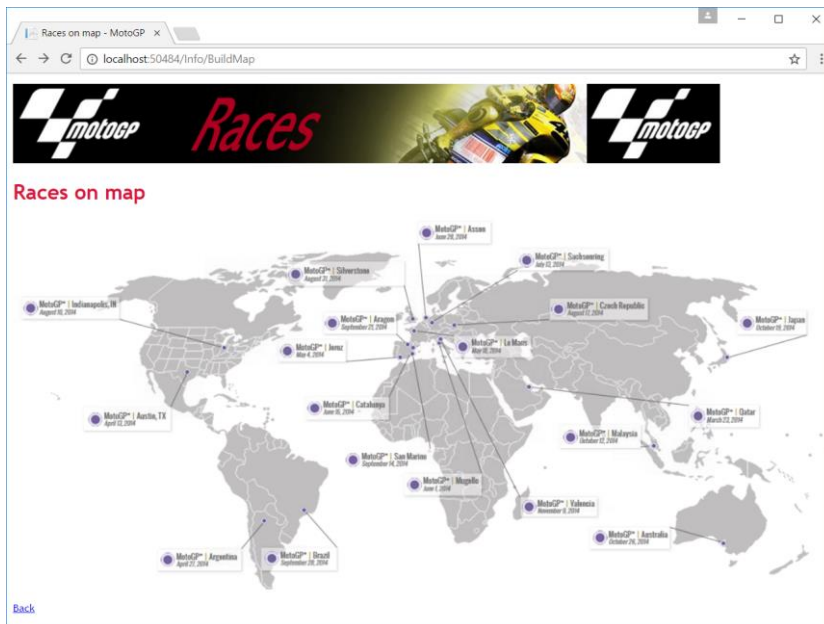 Races on map - MotoGP
localhost:50484/Info/BuildMap
motoGP
Races
motoGP
Races on map
MotoGP™ | Assen
June 28, 2014
MotoGP™ | Sachsenring
July 13, 2014
MotoGP™ | Silverstone
August 31, 2014
MotoGP™ | Indianapolis, IN
August 10, 2014
MotoGP™ | Czech Republic
August 17, 2014
MotoGP™ | Aragon
September 21, 2014
MotoGP™ | Japan
October 19, 2014
MotoGP™ | Jerez
May 4, 2014
MotoGP™ | Le Mans
May 18, 2014
MotoGP™ | Catalunya
June 15, 2014
MotoGP™ | Austin, TX
April 13, 2014
MotoGP™ | Qatar
March 23, 2014
MotoGP™ | Malaysia
October 12, 2014
MotoGP™ | San Marino
September 14, 2014
MotoGP™ | Mugello
June 1, 2014
MotoGP™ | Valencia
November 9, 2014
MotoGP™ | Australia
October 26, 2014
MotoGP™ | Argentina
April 27, 2014
MotoGP™ | Brazil
September 28, 2014
Back